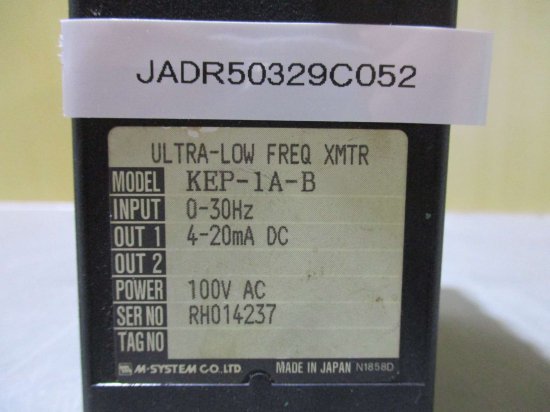 JADR50329C052
ULTRA-LOW FREQ XMTR
MODEL KEP-1A-B
INPUT 0-30Hz
OUT 1 4-20mA DC
OUT 2
POWER 100V AC
SER NO RH014237
TAG NO
M-SYSTEM CO.,LTD MADE IN JAPAN N1858D